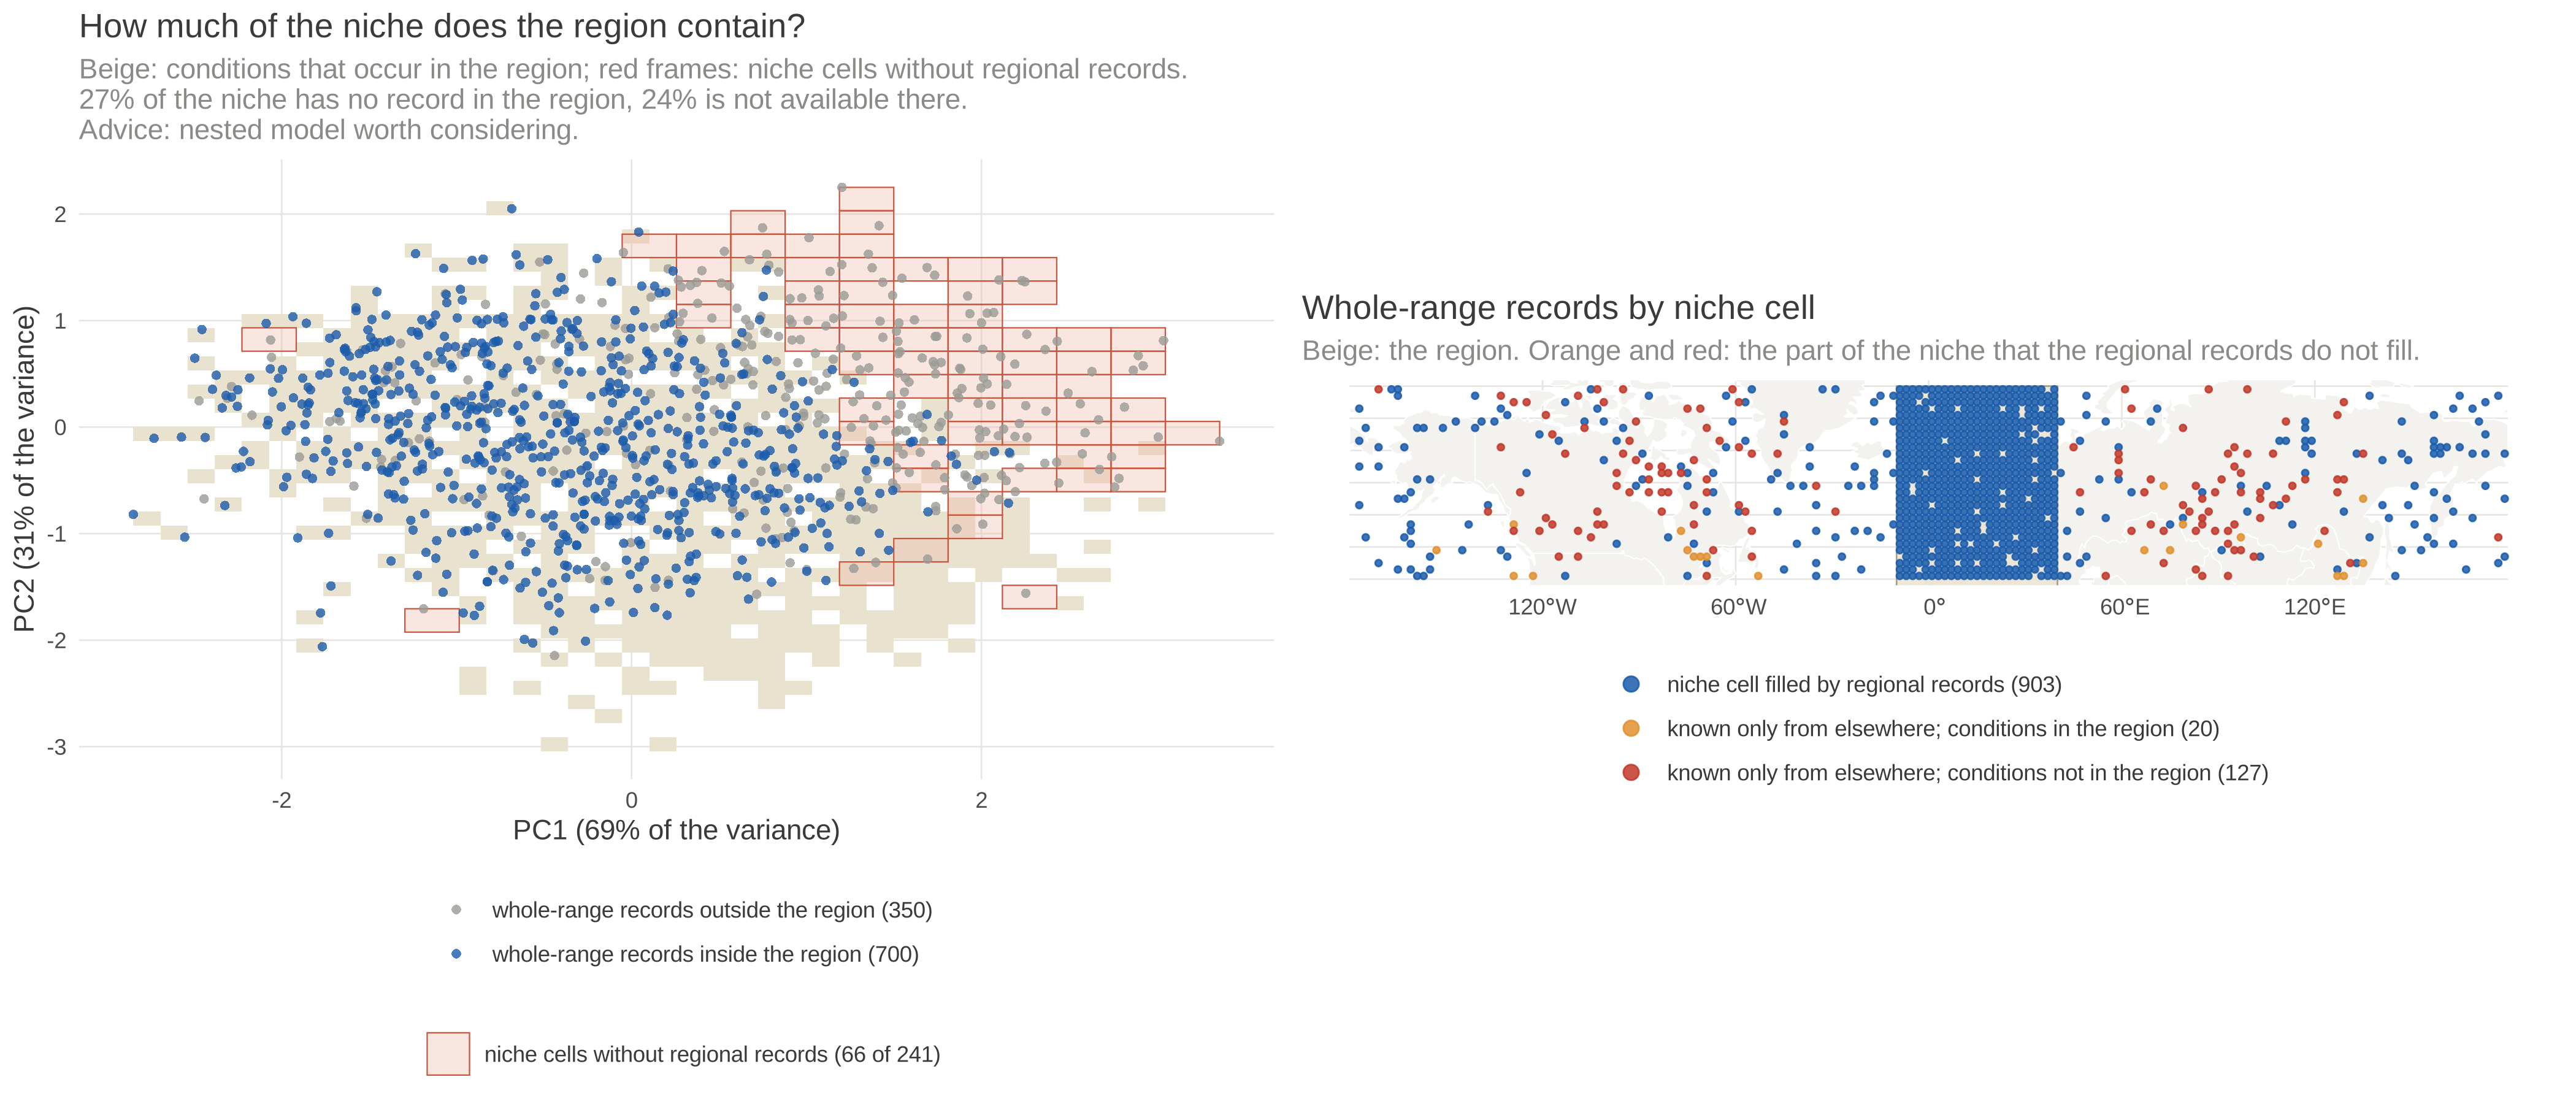 How much of the niche does the region contain?
Beige: conditions that occur in the region; red frames: niche cells without regional records.
27% of the niche has no record in the region, 24% is not available there.
Advice: nested model worth considering.
2
1
0
-1
-2
-3
PC2 (31% of the variance)
-2
0
2
PC1 (69% of the variance)
whole-range records outside the region (350)
whole-range records inside the region (700)
niche cells without regional records (66 of 241)
Whole-range records by niche cell
Beige: the region. Orange and red: the part of the niche that the regional records do not fill.
120°W
60°W
0°
60°E
120°E
niche cell filled by regional records (903)
known only from elsewhere; conditions in the region (20)
known only from elsewhere; conditions not in the region (127)